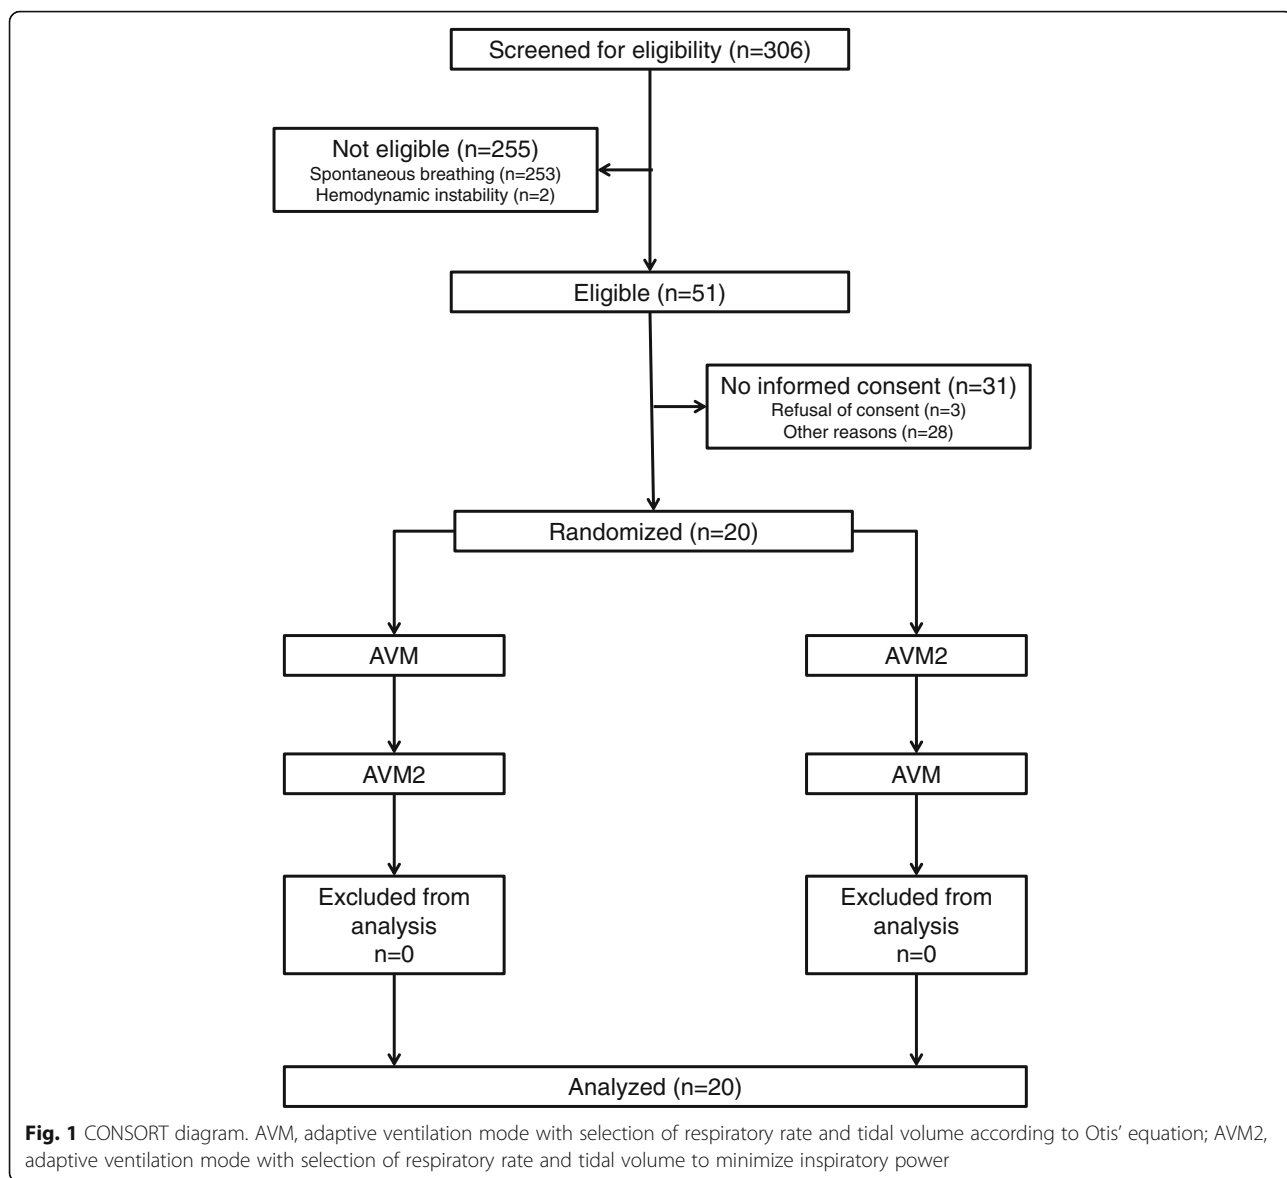 Screened for eligibility (n=306)
Not eligible (n=255)
Spontaneous breathing (n=253)
Hemodynamic instability (n=2)
Eligible (n=51)
No informed consent (n=31)
Refusal of consent (n=3)
Other reasons (n=28)
Randomized (n=20)
AVM
AVM2
AVM2
AVM
Excluded from
analysis
n=0
Excluded from
analysis
n=0
Analyzed (n=20)
Fig. 1 CONSORT diagram. AVM, adaptive ventilation mode with selection of respiratory rate and tidal volume according to Otis’ equation; AVM2,
adaptive ventilation mode with selection of respiratory rate and tidal volume to minimize inspiratory power